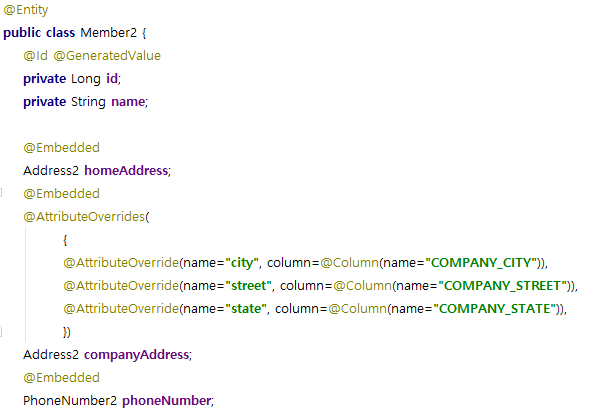 @Entity
public class Member2 {
@Id @GeneratedValue
private Long id;
private String name;
@Embedded
Address2 homeAddress;
@Embedded
@AttributeOverrides(
{
@AttributeOverride(name="city", column=@Column(name="COMPANY_CITY")),
@AttributeOverride(name="street", column=@Column(name="COMPANY_STREET")),
@AttributeOverride(name="state", column=@Column(name="COMPANY_STATE")),
})
Address2 companyAddress;
@Embedded
PhoneNumber2 phoneNumber;